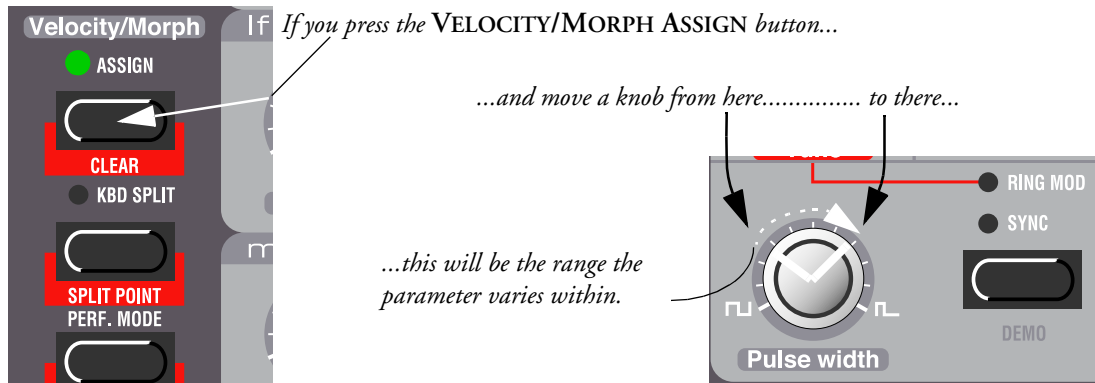 Velocity/Morph
If you press the VELOCITY/MORPH ASSIGN button...
ASSIGN
...and move a knob from here............... to there...
CLEAR
KBD SPLIT
RING MOD
SYNC
...this will be the range the
parameter varies within.
SPLIT POINT
PERF. MODE
DEMO
Pulse width